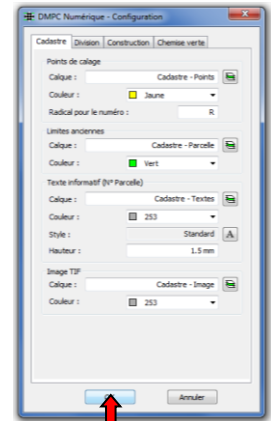 DMPC Numérique - Configuration
Cadastre Division Construction Chemise verte
Points de calage
Calque : Cadastre - Points
Couleur : Jaune
Radical pour le numéro : R
Limites anciennes
Calque : Cadastre - Parcelle
Couleur : Vert
Texte informatif (N° Parcelle)
Calque : Cadastre - Textes
Couleur : 253
Style : Standard A
Hauteur : 1.5 mm
Image TIF
Calque : Cadastre - Image
Couleur : 253
Annuler